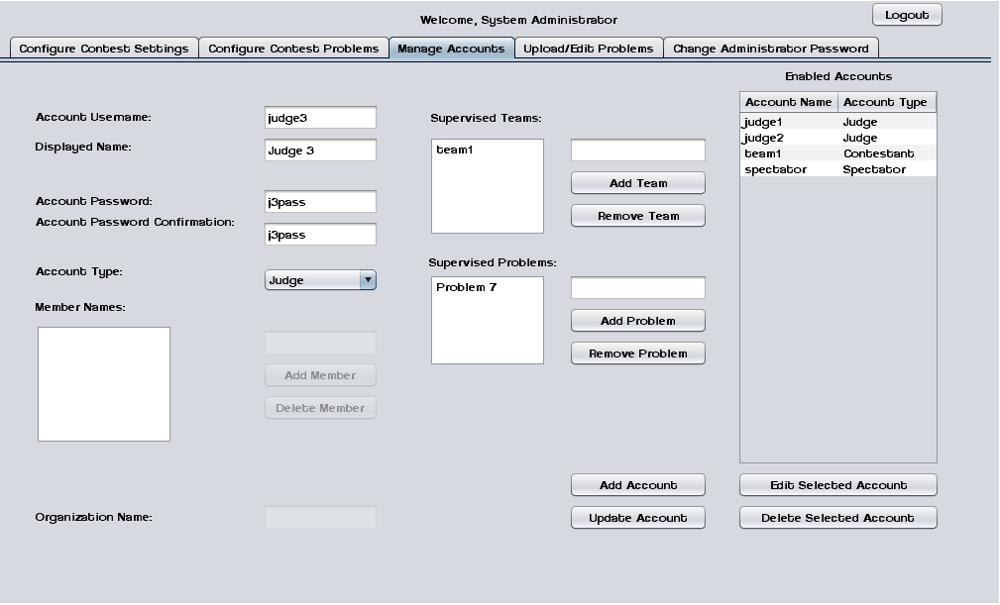 Welcome, System Administrator
Logout
Configure Contest Settings
Configure Contest Problems
Manage Accounts
Upload/Edit Problems
Change Administrator Password
Account Username:
judge3
Displayed Name:
Judge 3
Account Password:
j3pass
Account Password Confirmation:
j3pass
Account Type:
Judge
Member Names:
Add Member
Delete Member
Organization Name:
Supervised Teams:
team1
Add Team
Remove Team
Supervised Problems:
Problem 7
Add Problem
Remove Problem
Add Account
Update Account
Enabled Accounts
Account Name Account Type
judge1 Judge
judge2 Judge
team1 Contestant
spectator Spectator
Edit Selected Account
Delete Selected Account